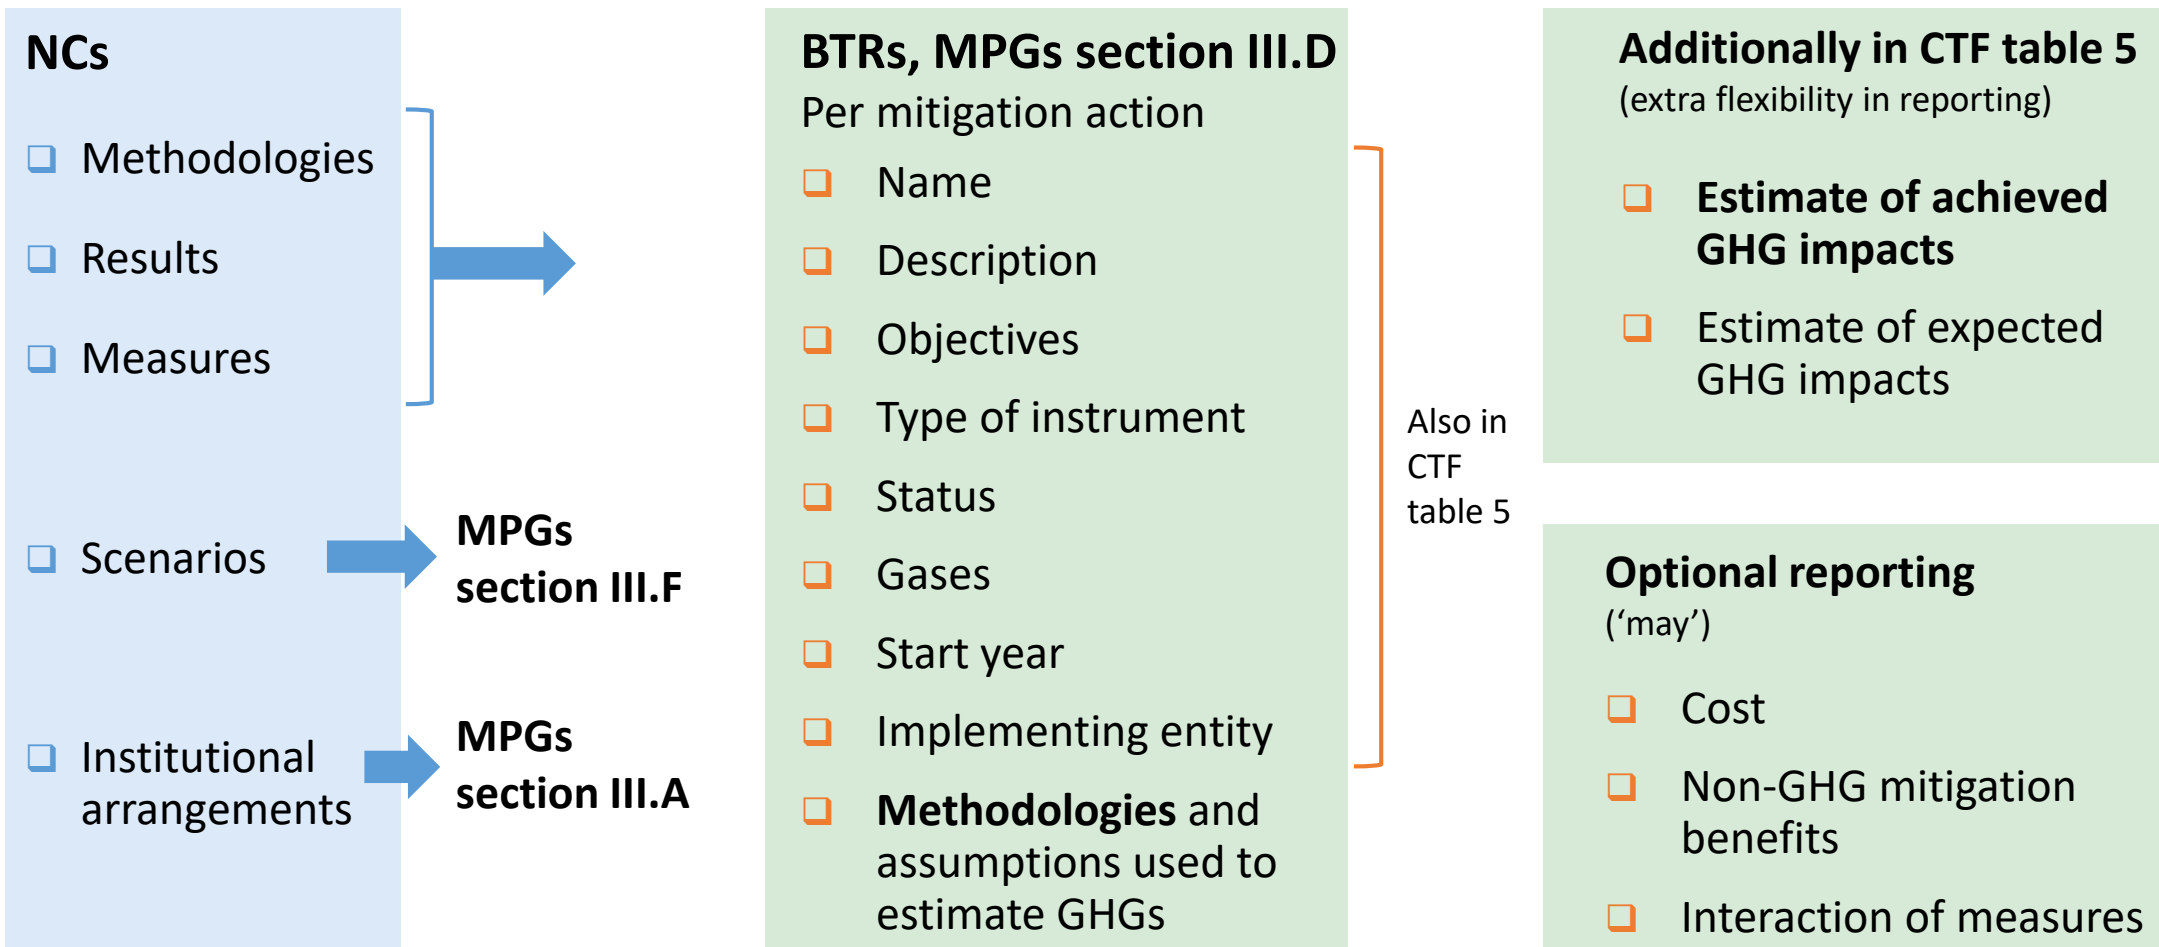 NCs
Methodologies
Results
Measures
Scenarios
Institutional
arrangements
MPGs
section III.F
MPGs
section III.A
BTRs, MPGs section III.D
Per mitigation action
Name
Description
Objectives
Type of instrument
Status
Gases
Start year
Implementing entity
Methodologies and
assumptions used to
estimate GHGs
Also in
CTF
table 5
Additionally in CTF table 5
(extra flexibility in reporting)
Estimate of achieved
GHG impacts
Estimate of expected
GHG impacts
Optional reporting
(‘may’)
Cost
Non-GHG mitigation
benefits
Interaction of measures